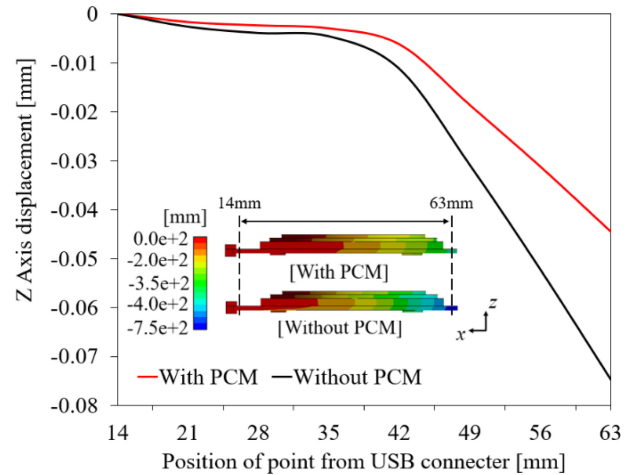 0
-0.01
-0.02
-0.03
-0.04
-0.05
-0.06
-0.07
-0.08
Z Axis displacement [mm]
14mm
63mm
[mm]
0.0e+2
-2.0e+2
-3.5e+2
-4.0e+2
-7.5e+2
[With PCM]
[Without PCM]
z
x
With PCM
Without PCM
14 21 28 35 42 49 56 63
Position of point from USB connecter [mm]